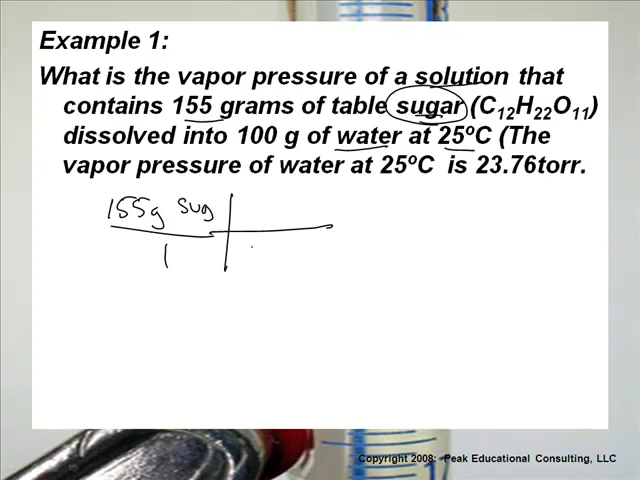 Example 1:
What is the vapor pressure of a solution that
contains 155 grams of table sugar (C12H22O11)
dissolved into 100 g of water at 25ºC (The
vapor pressure of water at 25ºC is 23.76torr.
155g sug
1
Copyright 2008: Peak Educational Consulting, LLC